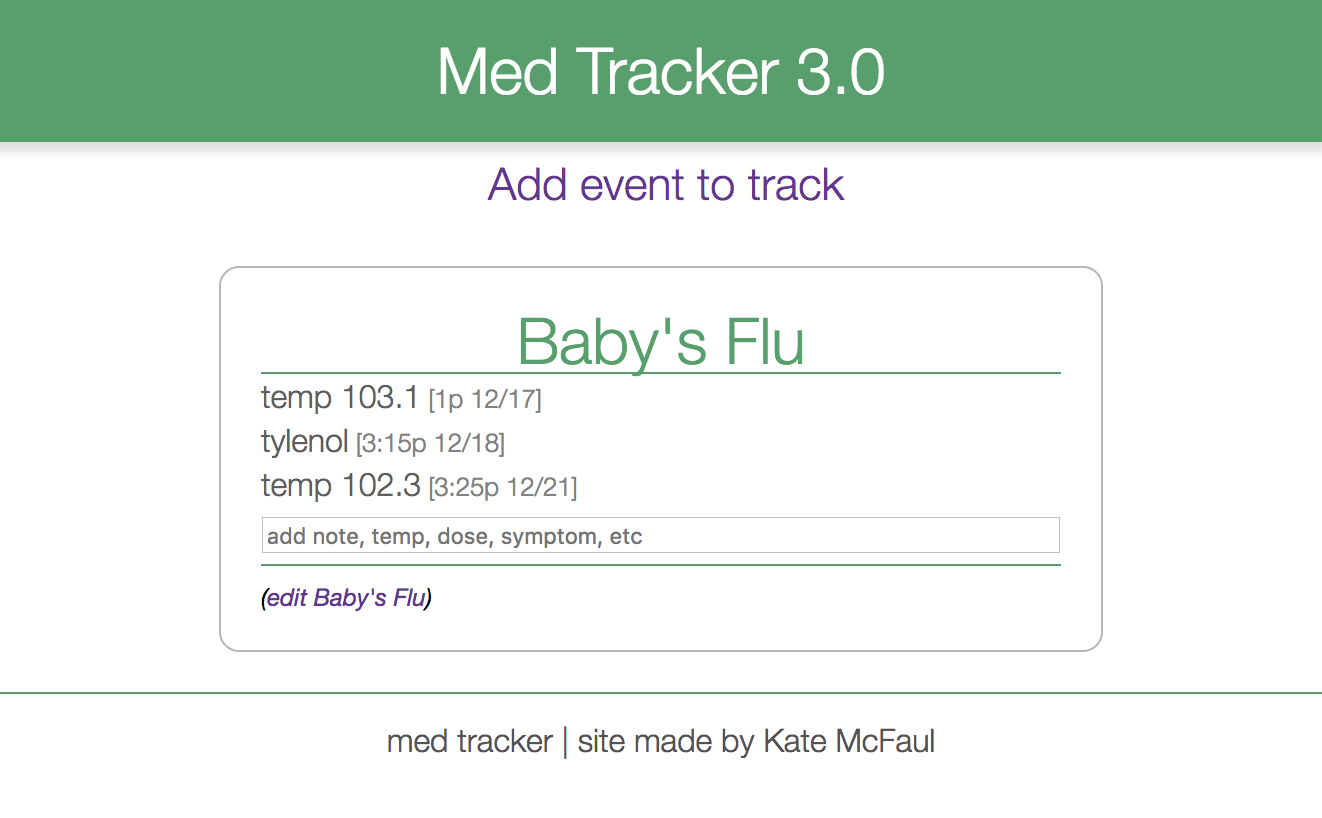 Med Tracker 3.0
Add event to track
Baby's Flu
temp 103.1 [1p 12/17]
tylenol [3:15p 12/18]
temp 102.3 [3:25p 12/21]
add note, temp, dose, symptom, etc
(edit Baby's Flu)
med tracker | site made by Kate McFaul